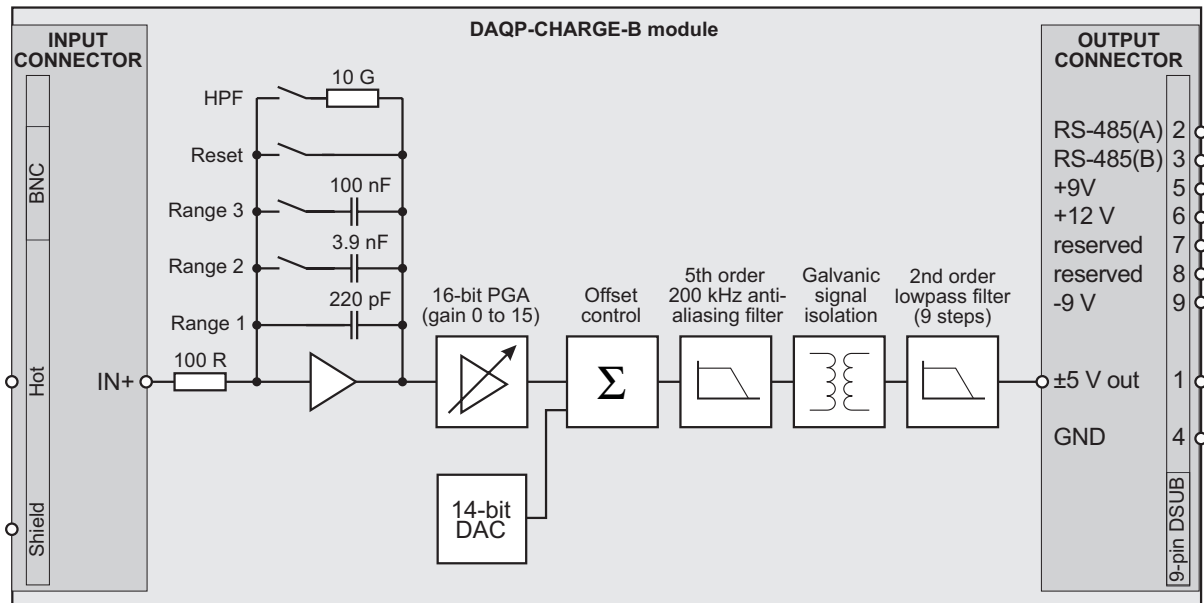 DAQP-CHARGE-B module
INPUT
CONNECTOR
BNC
Hot
Shield
IN+
100 R
HPF
10 G
Reset
Range 3
100 nF
Range 2
3.9 nF
Range 1
220 pF
16-bit PGA
(gain 0 to 15)
14-bit
DAC
Offset
control
Σ
5th order
200 kHz anti-
aliasing filter
Galvanic
signal
isolation
2nd order
lowpass filter
(9 steps)
OUTPUT
CONNECTOR
RS-485(A) 2
RS-485(B) 3
+9V 5
+12 V 6
reserved 7
reserved 8
-9 V 9
±5 V out 1
GND 4
9-pin DSUB